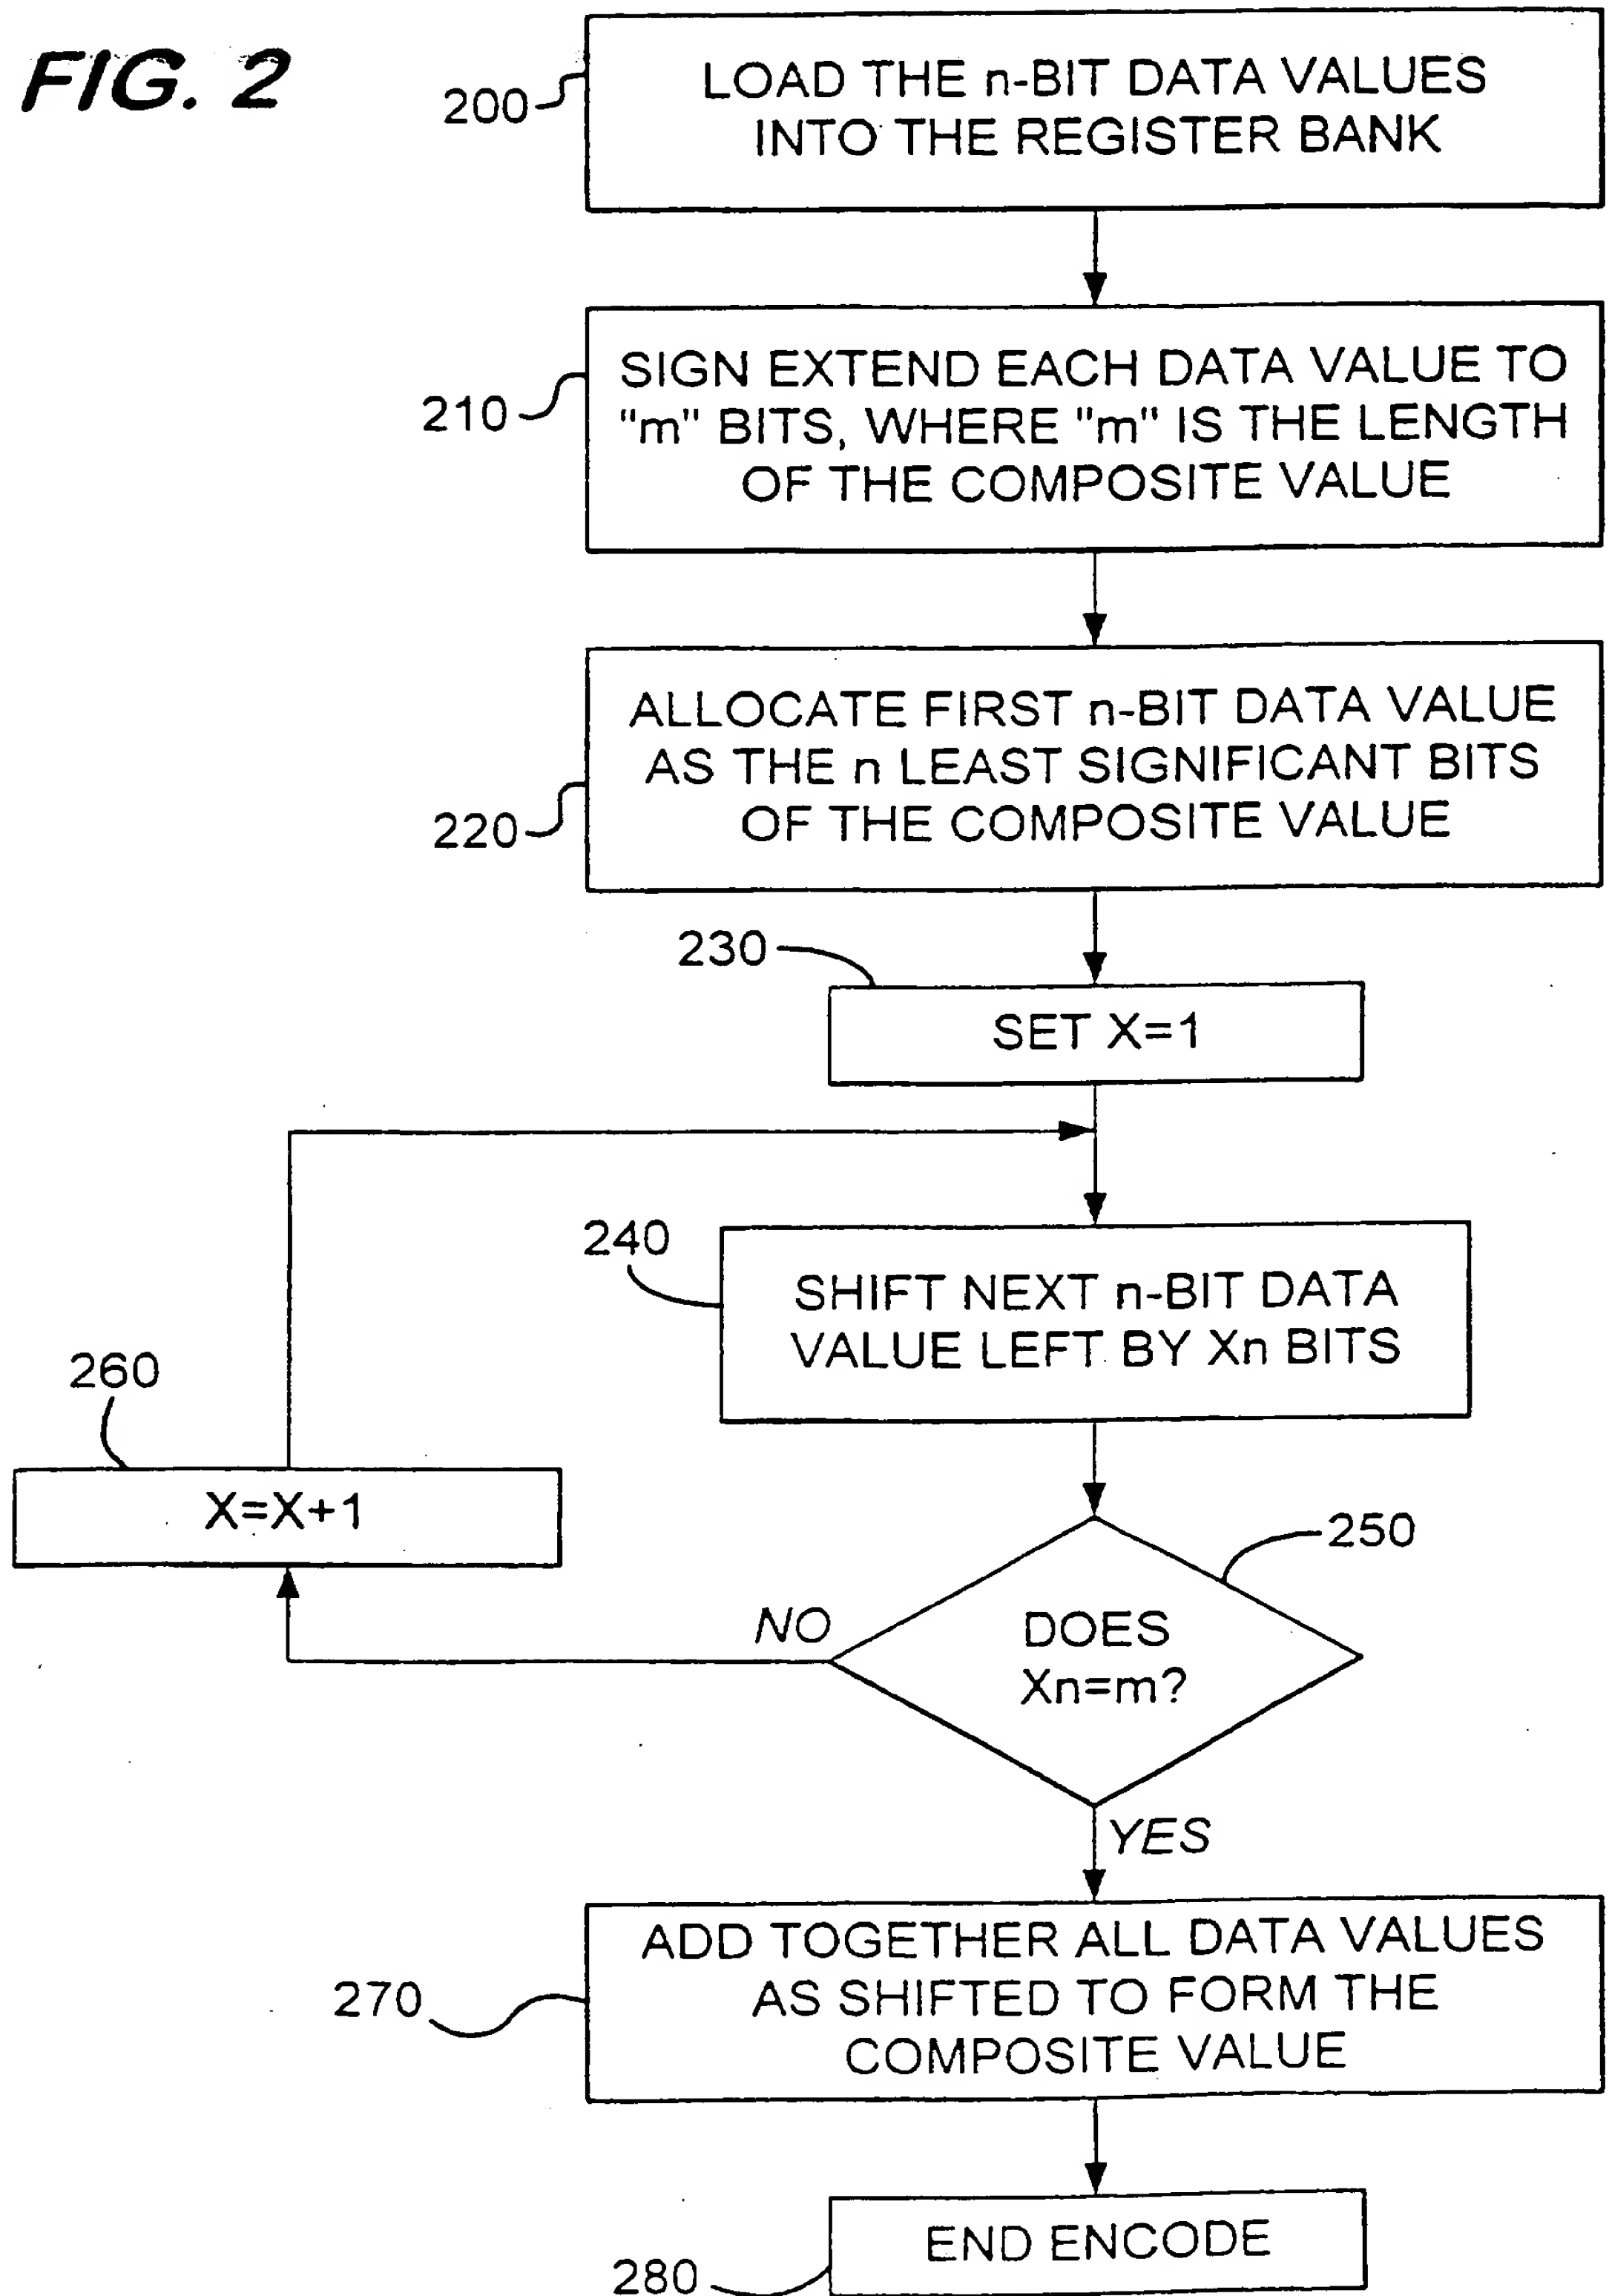 FIG. 2
200
LOAD THE n-BIT DATA VALUES
INTO THE REGISTER BANK
210
SIGN EXTEND EACH DATA VALUE TO
"m" BITS, WHERE "m" IS THE LENGTH
OF THE COMPOSITE VALUE
220
ALLOCATE FIRST n-BIT DATA VALUE
AS THE n LEAST SIGNIFICANT BITS
OF THE COMPOSITE VALUE
230
SET X=1
240
SHIFT NEXT n-BIT DATA
VALUE LEFT BY Xn BITS
260
X=X+1
250
DOES
Xn=m?
NO
YES
270
ADD TOGETHER ALL DATA VALUES
AS SHIFTED TO FORM THE
COMPOSITE VALUE
280
END ENCODE